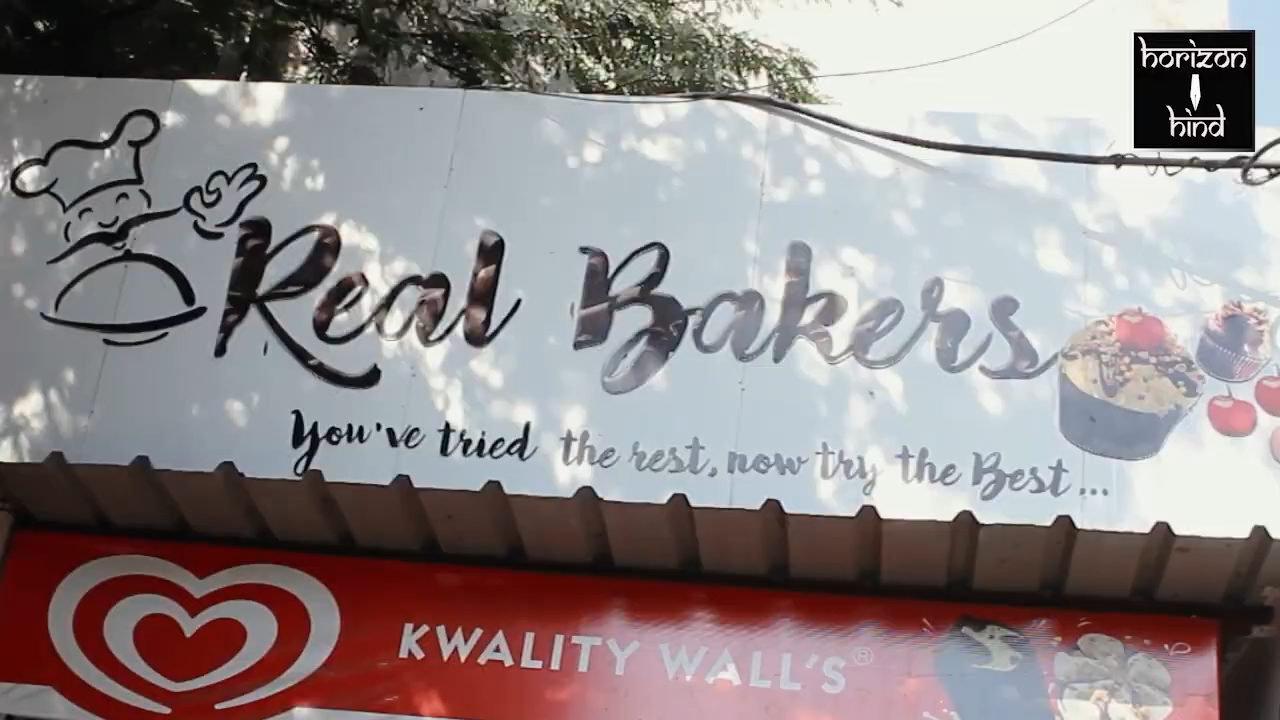 horizon
hind
Real Bakers
You've tried the rest, now try the Best...
KWALITY WALL'S®